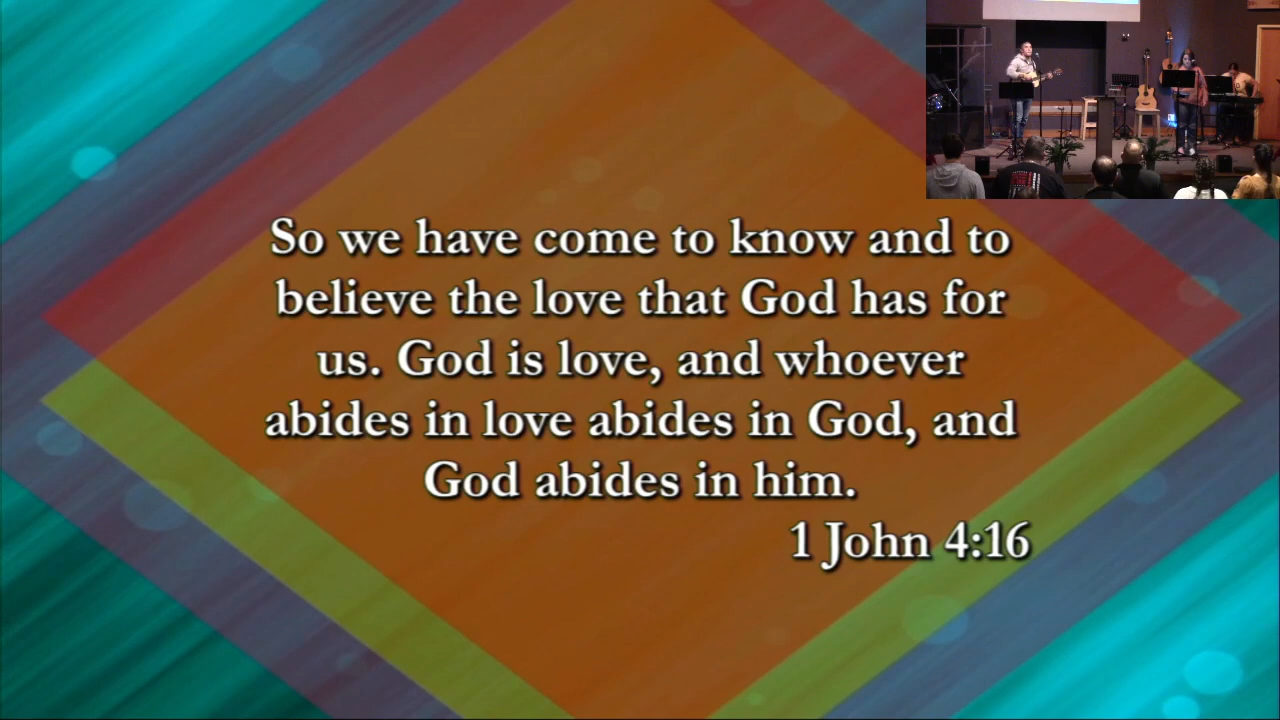 So we have come to know and to
believe the love that God has for
us. God is love, and whoever
abides in love abides in God, and
God abides in him.
1 John 4:16